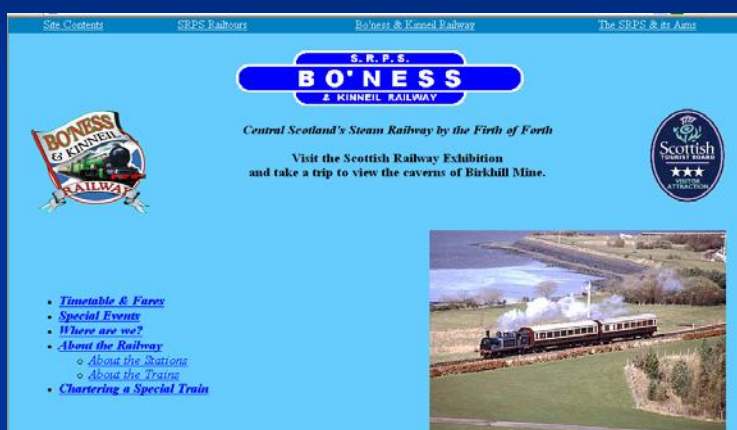 Site Contents SRPS Railtours Bo'ness & Kinneil Railway The SRPS & its Aims
S.R.P.S.
BO'NESS
& KINNEIL RAILWAY
BO'NESS
& KINNEIL
RAILWAY
Central Scotland's Steam Railway by the Firth of Forth
Visit the Scottish Railway Exhibition
and take a trip to view the caverns of Birkhill Mine.
Scottish
TOURIST BOARD
VISITOR
ATTRACTION
Timetable & Fares
Special Events
Where are we?
About the Railway
About the Stations
About the Trains
Chartering a Special Train